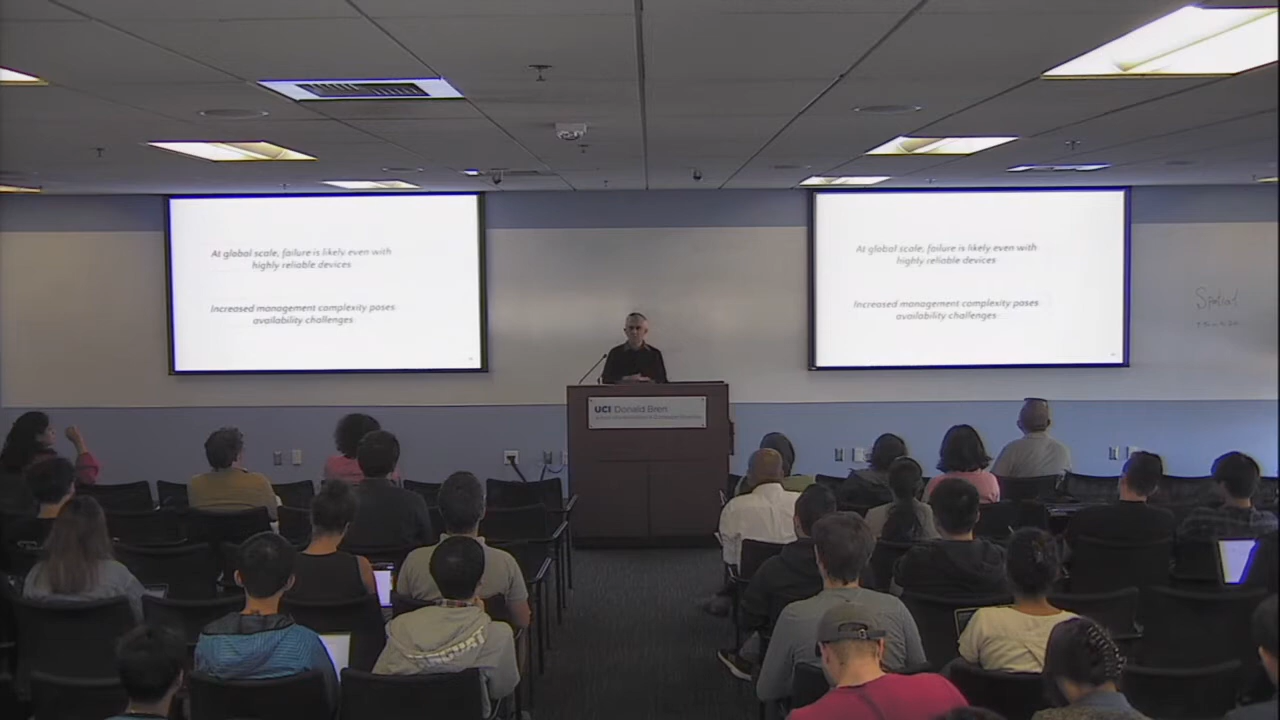 At global scale, failure is likely even with
highly reliable devices
Increased management complexity poses
availability challenges
At global scale, failure is likely even with
highly reliable devices
Increased management complexity poses
availability challenges
Spatial
UCI Donald Bren